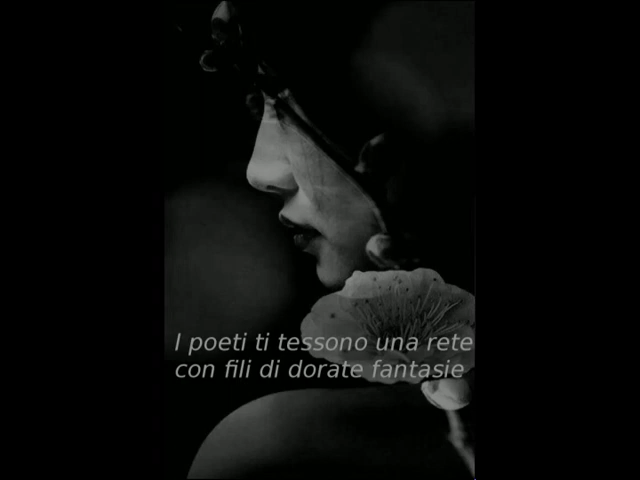 I poeti ti tessono una rete
con fili di dorate fantasie